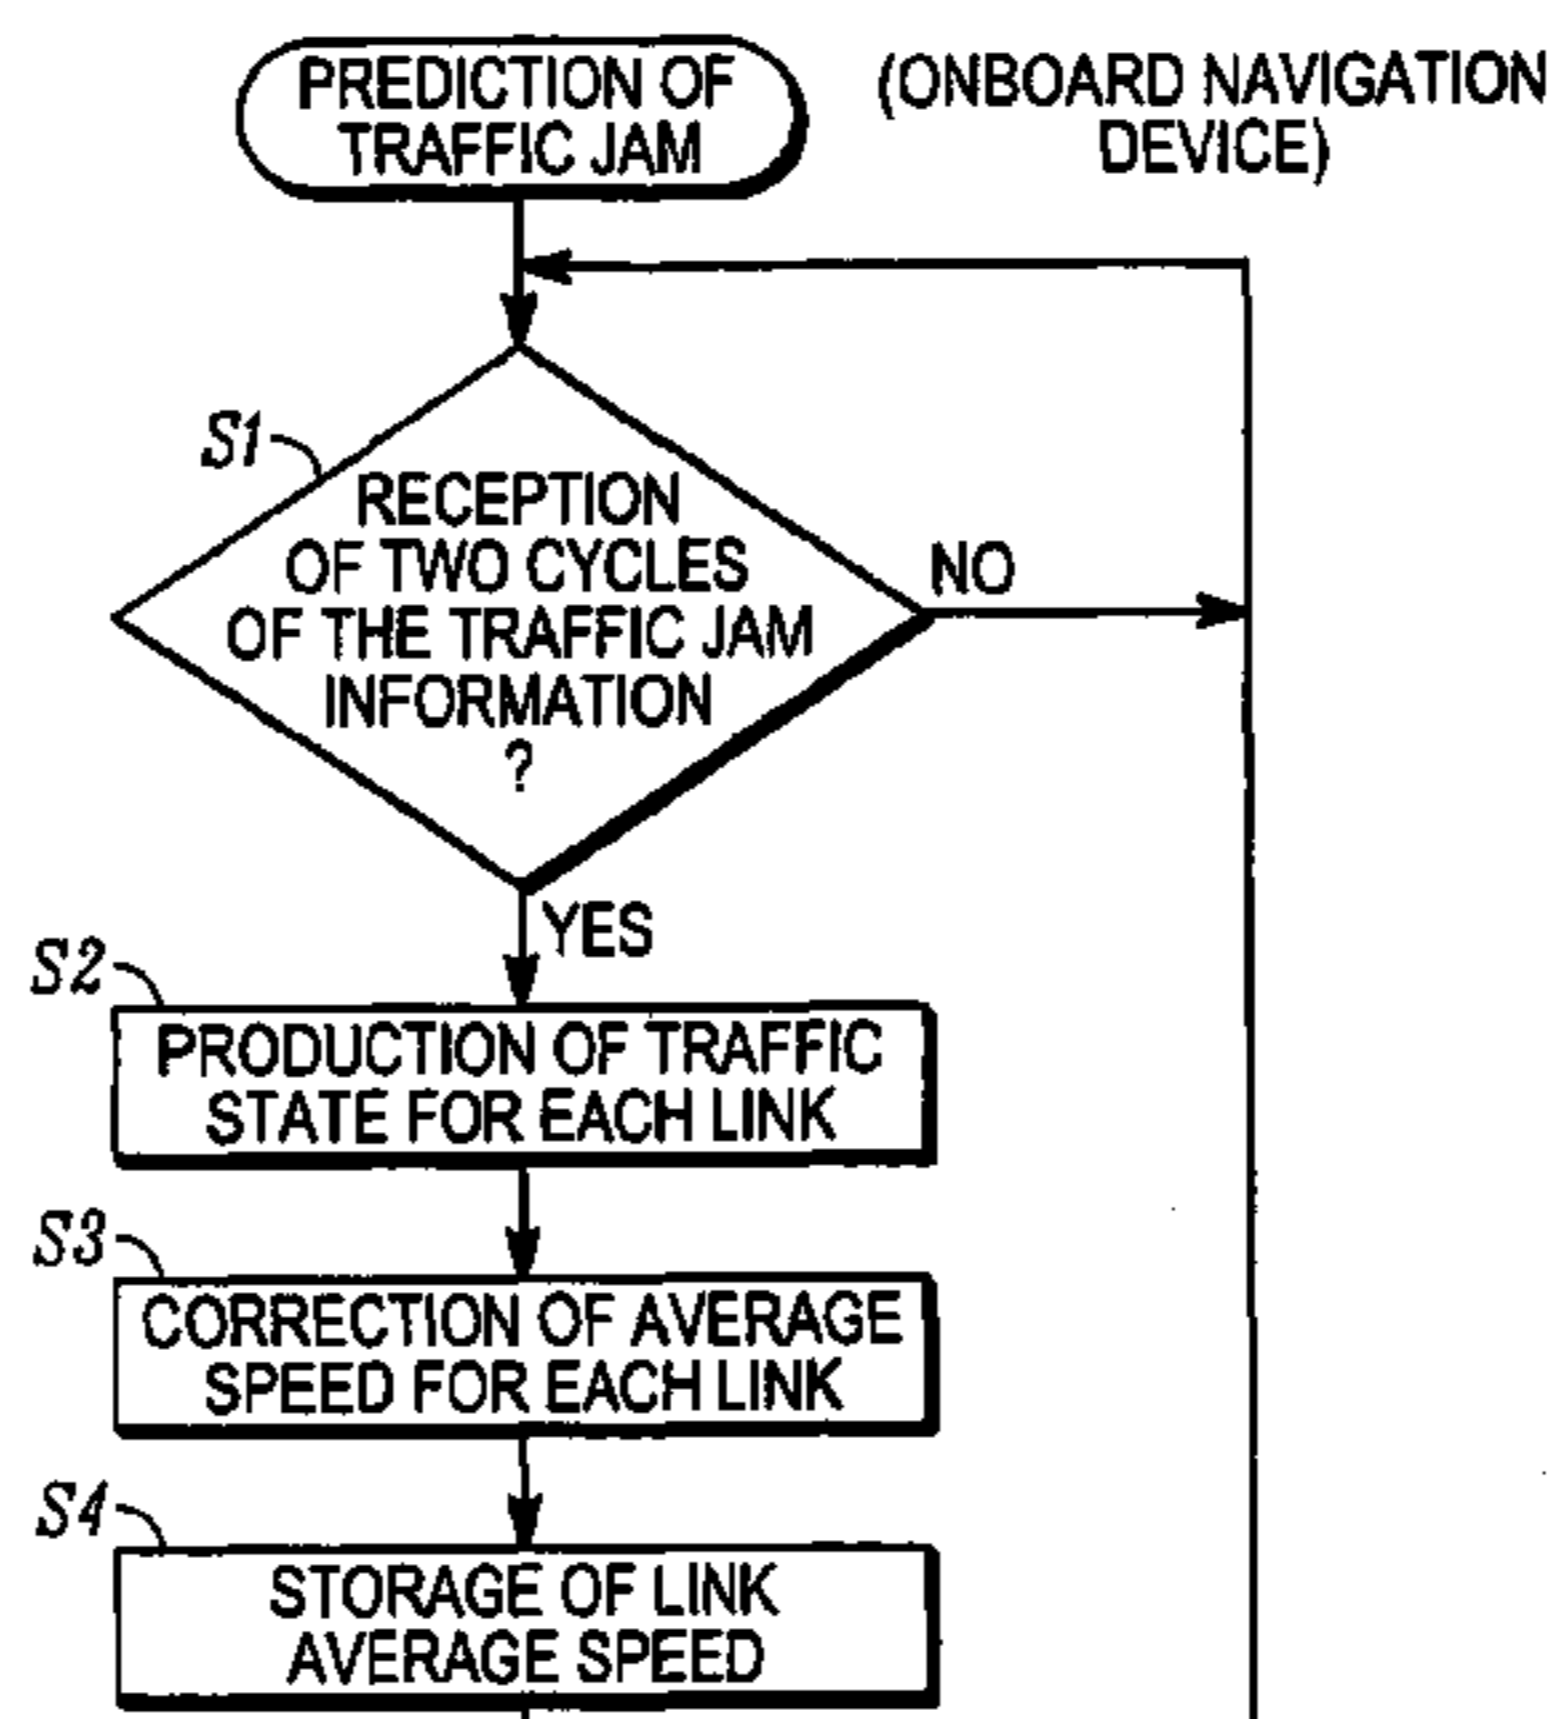 PREDICTION OF
TRAFFIC JAM
(ONBOARD NAVIGATION
DEVICE)
S1
RECEPTION
OF TWO CYCLES
OF THE TRAFFIC JAM
INFORMATION
?
NO
YES
S2
PRODUCTION OF TRAFFIC
STATE FOR EACH LINK
S3
CORRECTION OF AVERAGE
SPEED FOR EACH LINK
S4
STORAGE OF LINK
AVERAGE SPEED